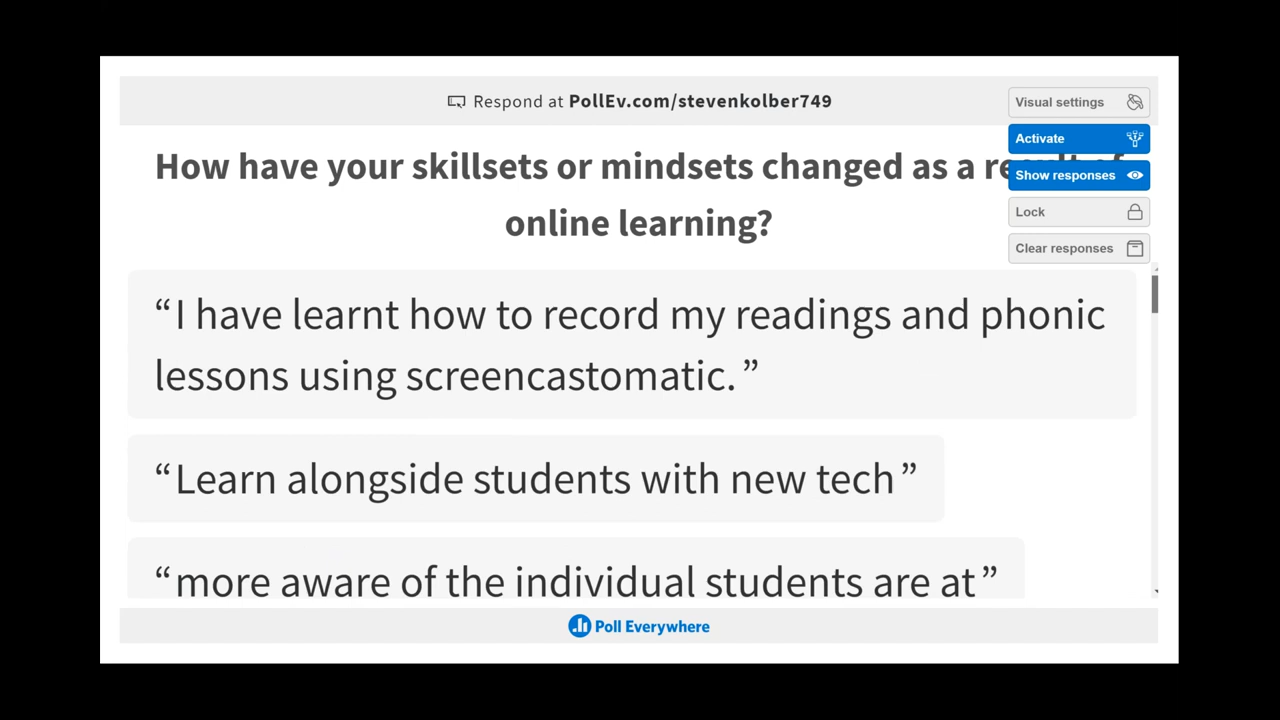 Respond at PollEv.com/stevenkolber749
Visual settings
Activate
How have your skillsets or mindsets changed as a
Show responses
online learning?
Lock
Clear responses
“I have learnt how to record my readings and phonic
lessons using screencastomatic.”
“Learn alongside students with new tech”
“more aware of the individual students are at”
Poll Everywhere